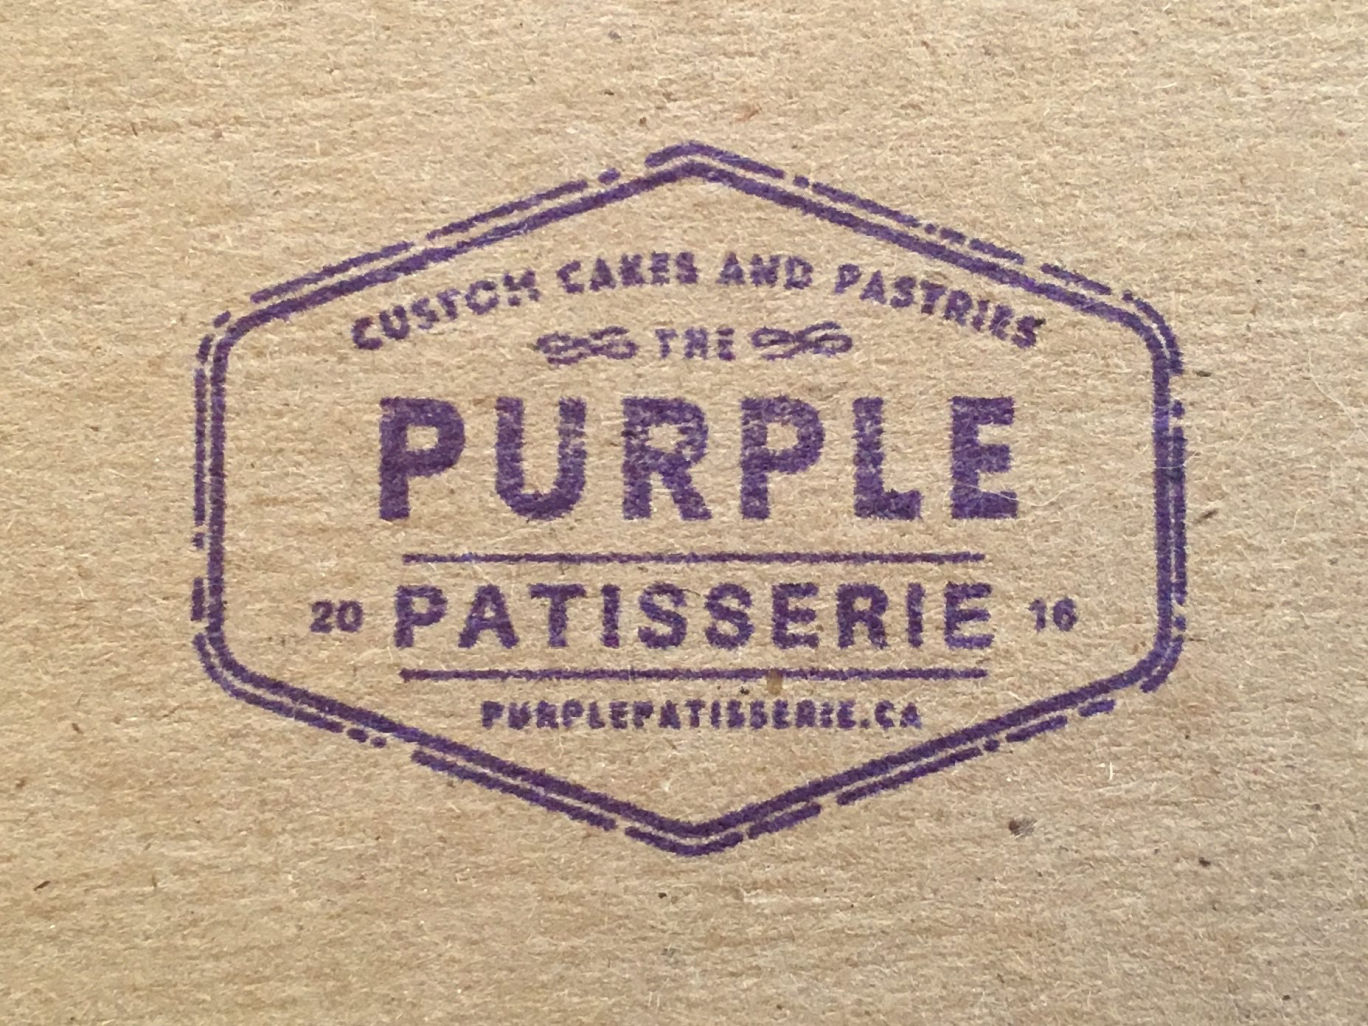 CUSTOM CAKES AND PASTRIES
THE
PURPLE
20 PATISSERIE 16
PURPLEPATISSERIE.CA